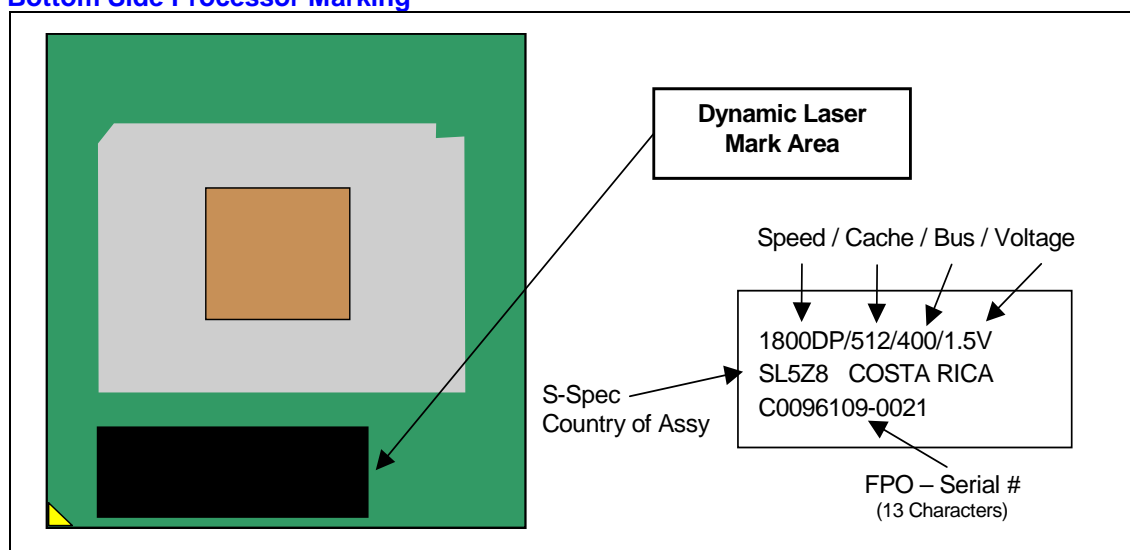 Bottom Side Processor Marking
Dynamic Laser
Mark Area
Speed / Cache / Bus / Voltage
1800DP/512/400/1.5V
SL5Z8 COSTA RICA
C0096109-0021
S-Spec
Country of Assy
FPO – Serial #
(13 Characters)